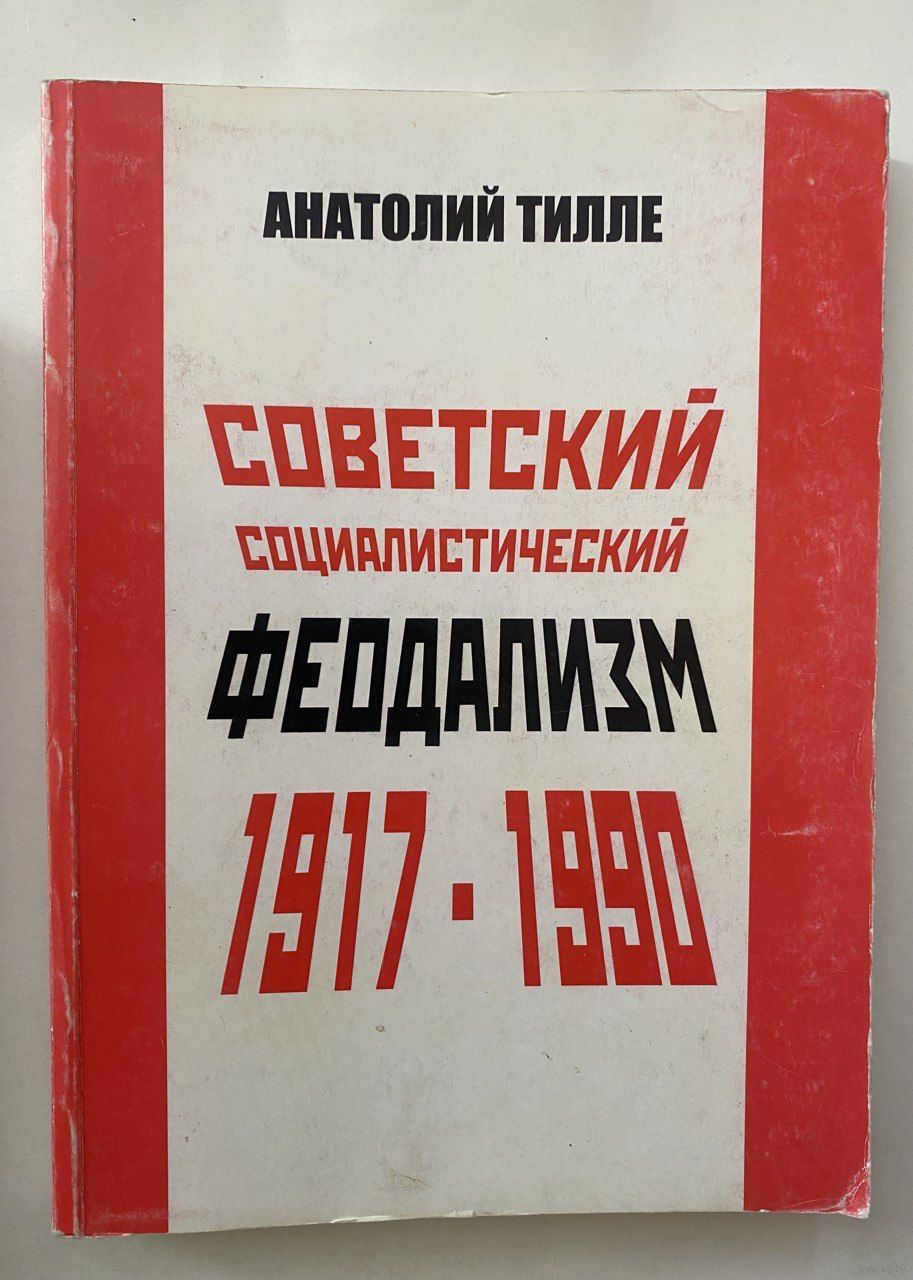 АНАТОЛИЙ ТИЛЛЕ
СОВЕТСКИЙ
СОЦИАЛИСТИЧЕСКИЙ
ФЕОДАЛИЗМ
1917 - 1990